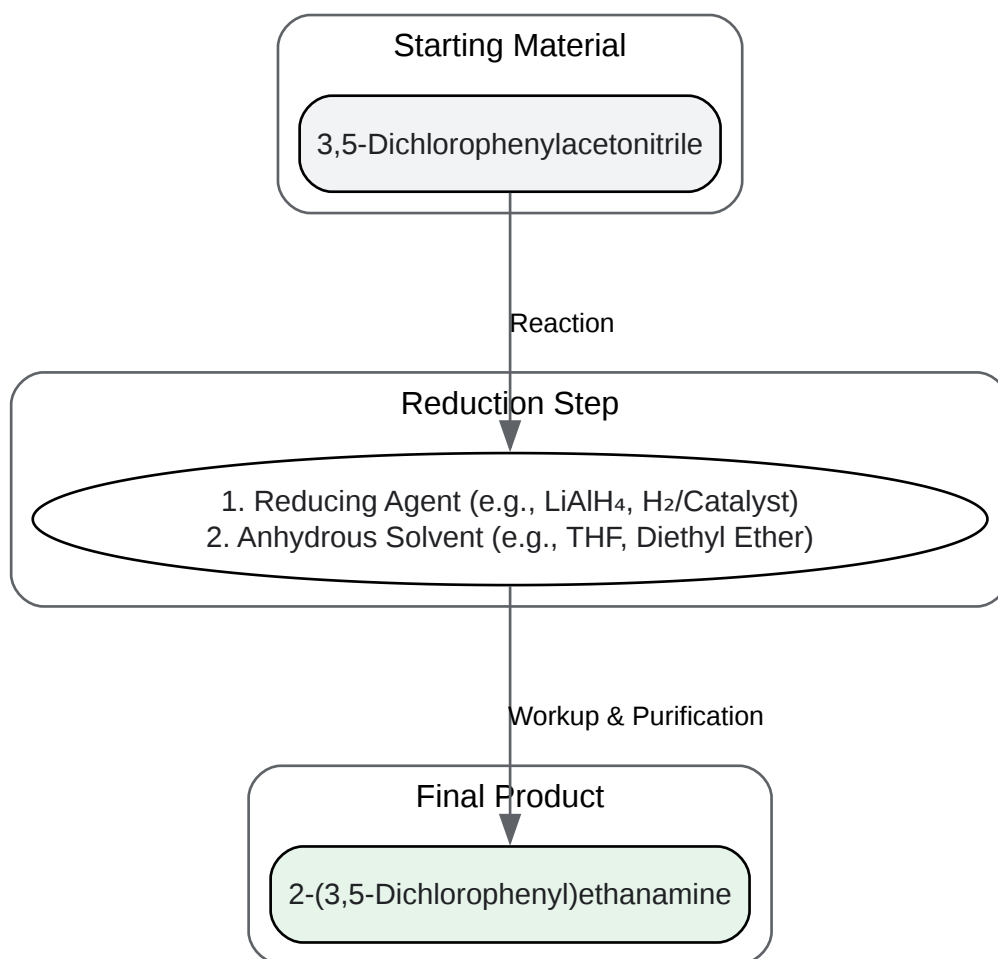 Starting Material
3,5-Dichlorophenylacetonitrile
Reaction
Reduction Step
1. Reducing Agent (e.g., LiAlH₄, H₂/Catalyst)
2. Anhydrous Solvent (e.g., THF, Diethyl Ether)
Workup & Purification
Final Product
2-(3,5-Dichlorophenyl)ethanamine